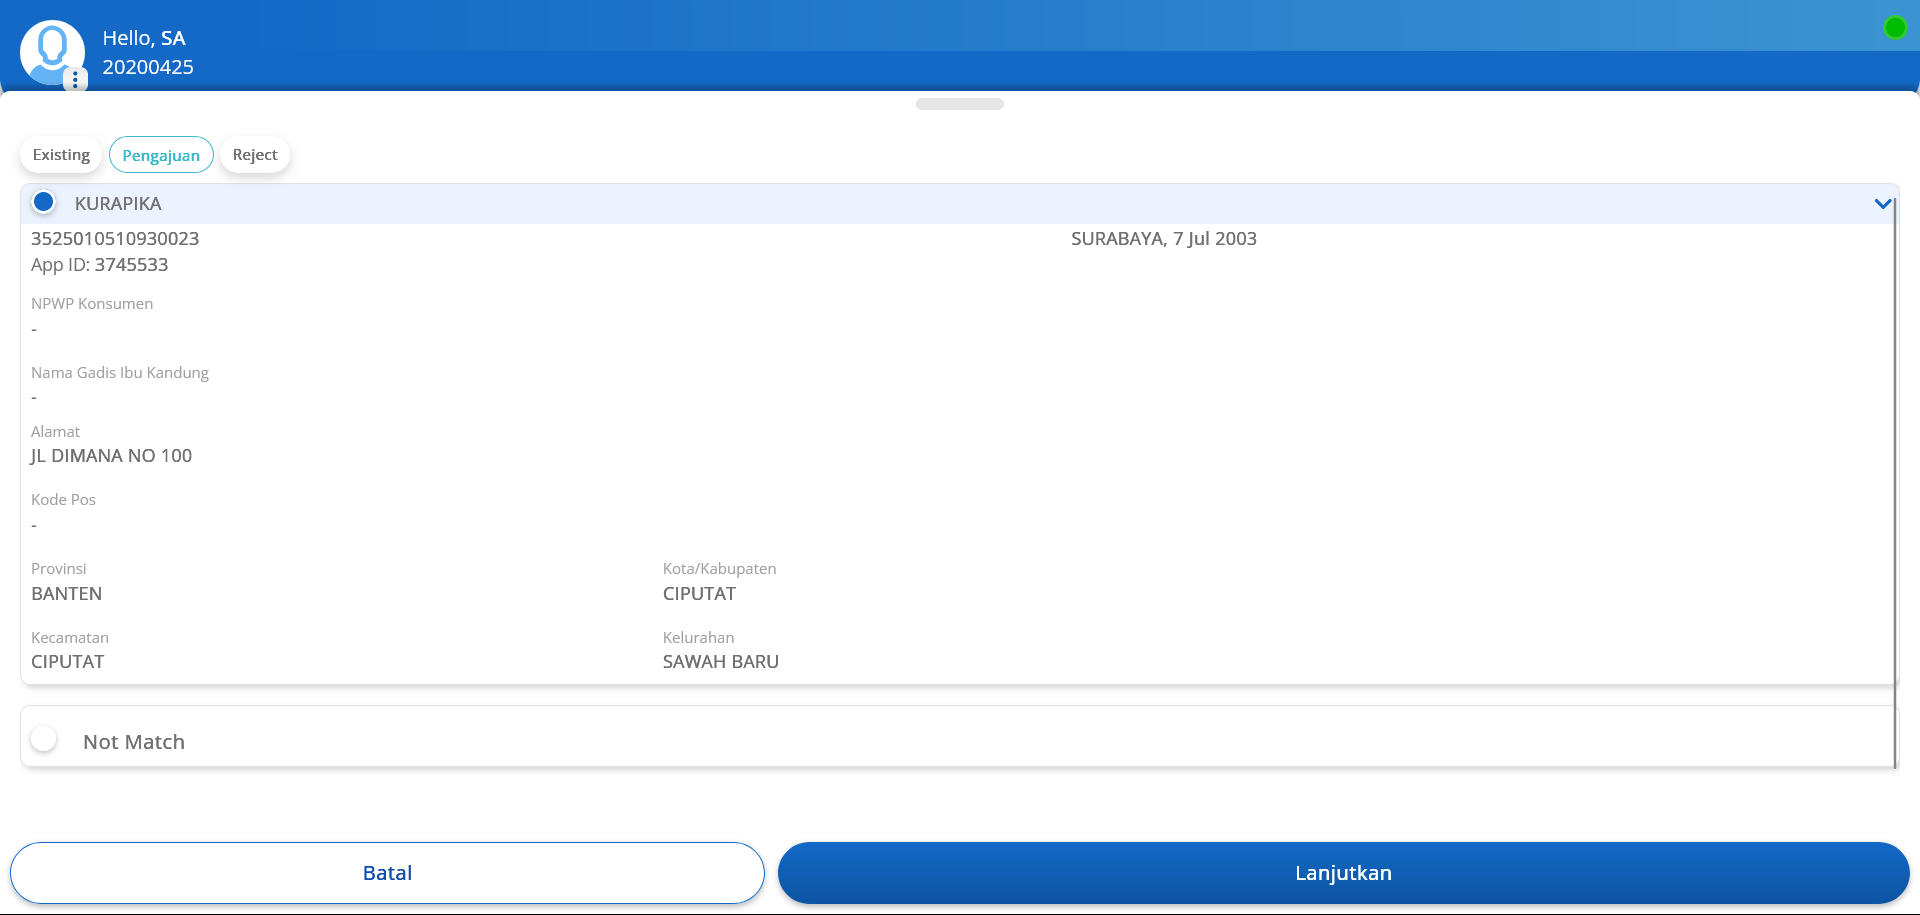 Hello, SA
20200425
Existing
Pengajuan
Reject
KURAPIKA
3525010510930023
SURABAYA, 7 Jul 2003
App ID: 3745533
NPWP Konsumen
-
Nama Gadis Ibu Kandung
-
Alamat
JL DIMANA NO 100
Kode Pos
-
Provinsi
Kota/Kabupaten
BANTEN
CIPUTAT
Kecamatan
Kelurahan
CIPUTAT
SAWAH BARU
Not Match
Batal
Lanjutkan